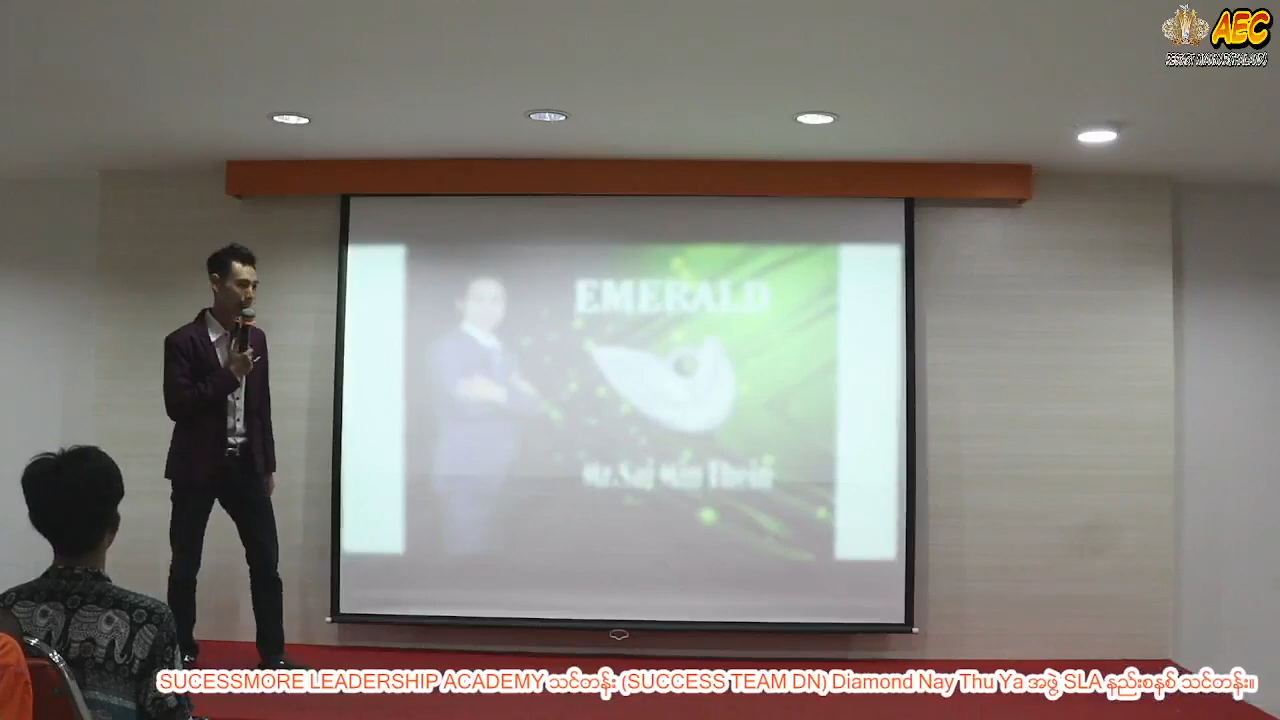 AEC
EMERALD
SUCESSMORE LEADERSHIP ACADEMY သင်တန်း (SUCCESS TEAM DN) Diamond Nay Thu Ya အဖွဲ့ SLA နည်းစနစ် သင်တန်း။